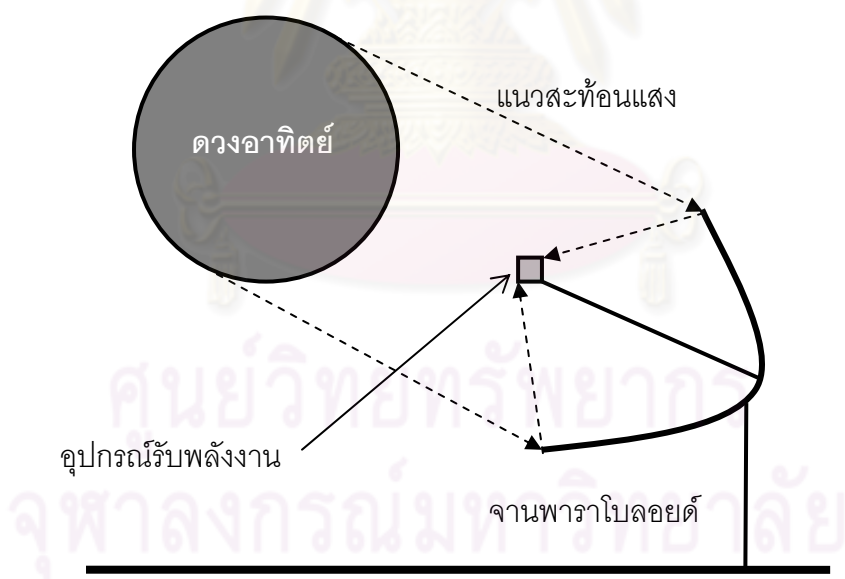 แนวสะท้อนแสง
ดวงอาทิตย์
อุปกรณ์รับพลังงาน
จานพาราโบลอยด์
ศูนย์วิทยทรัพยากร
จุฬาลงกรณ์มหาวิทยาลัย